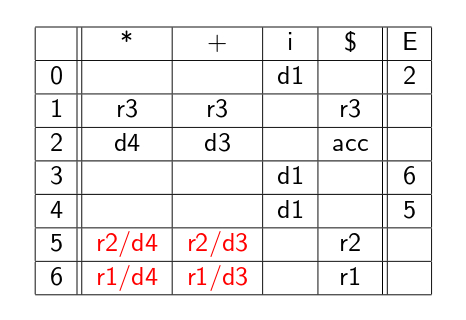 * + i $ E
0 d1 2
1 r3 r3 r3
2 d4 d3 acc
3 d1 6
4 d1 5
5 r2/d4 r2/d3 r2
6 r1/d4 r1/d3 r1